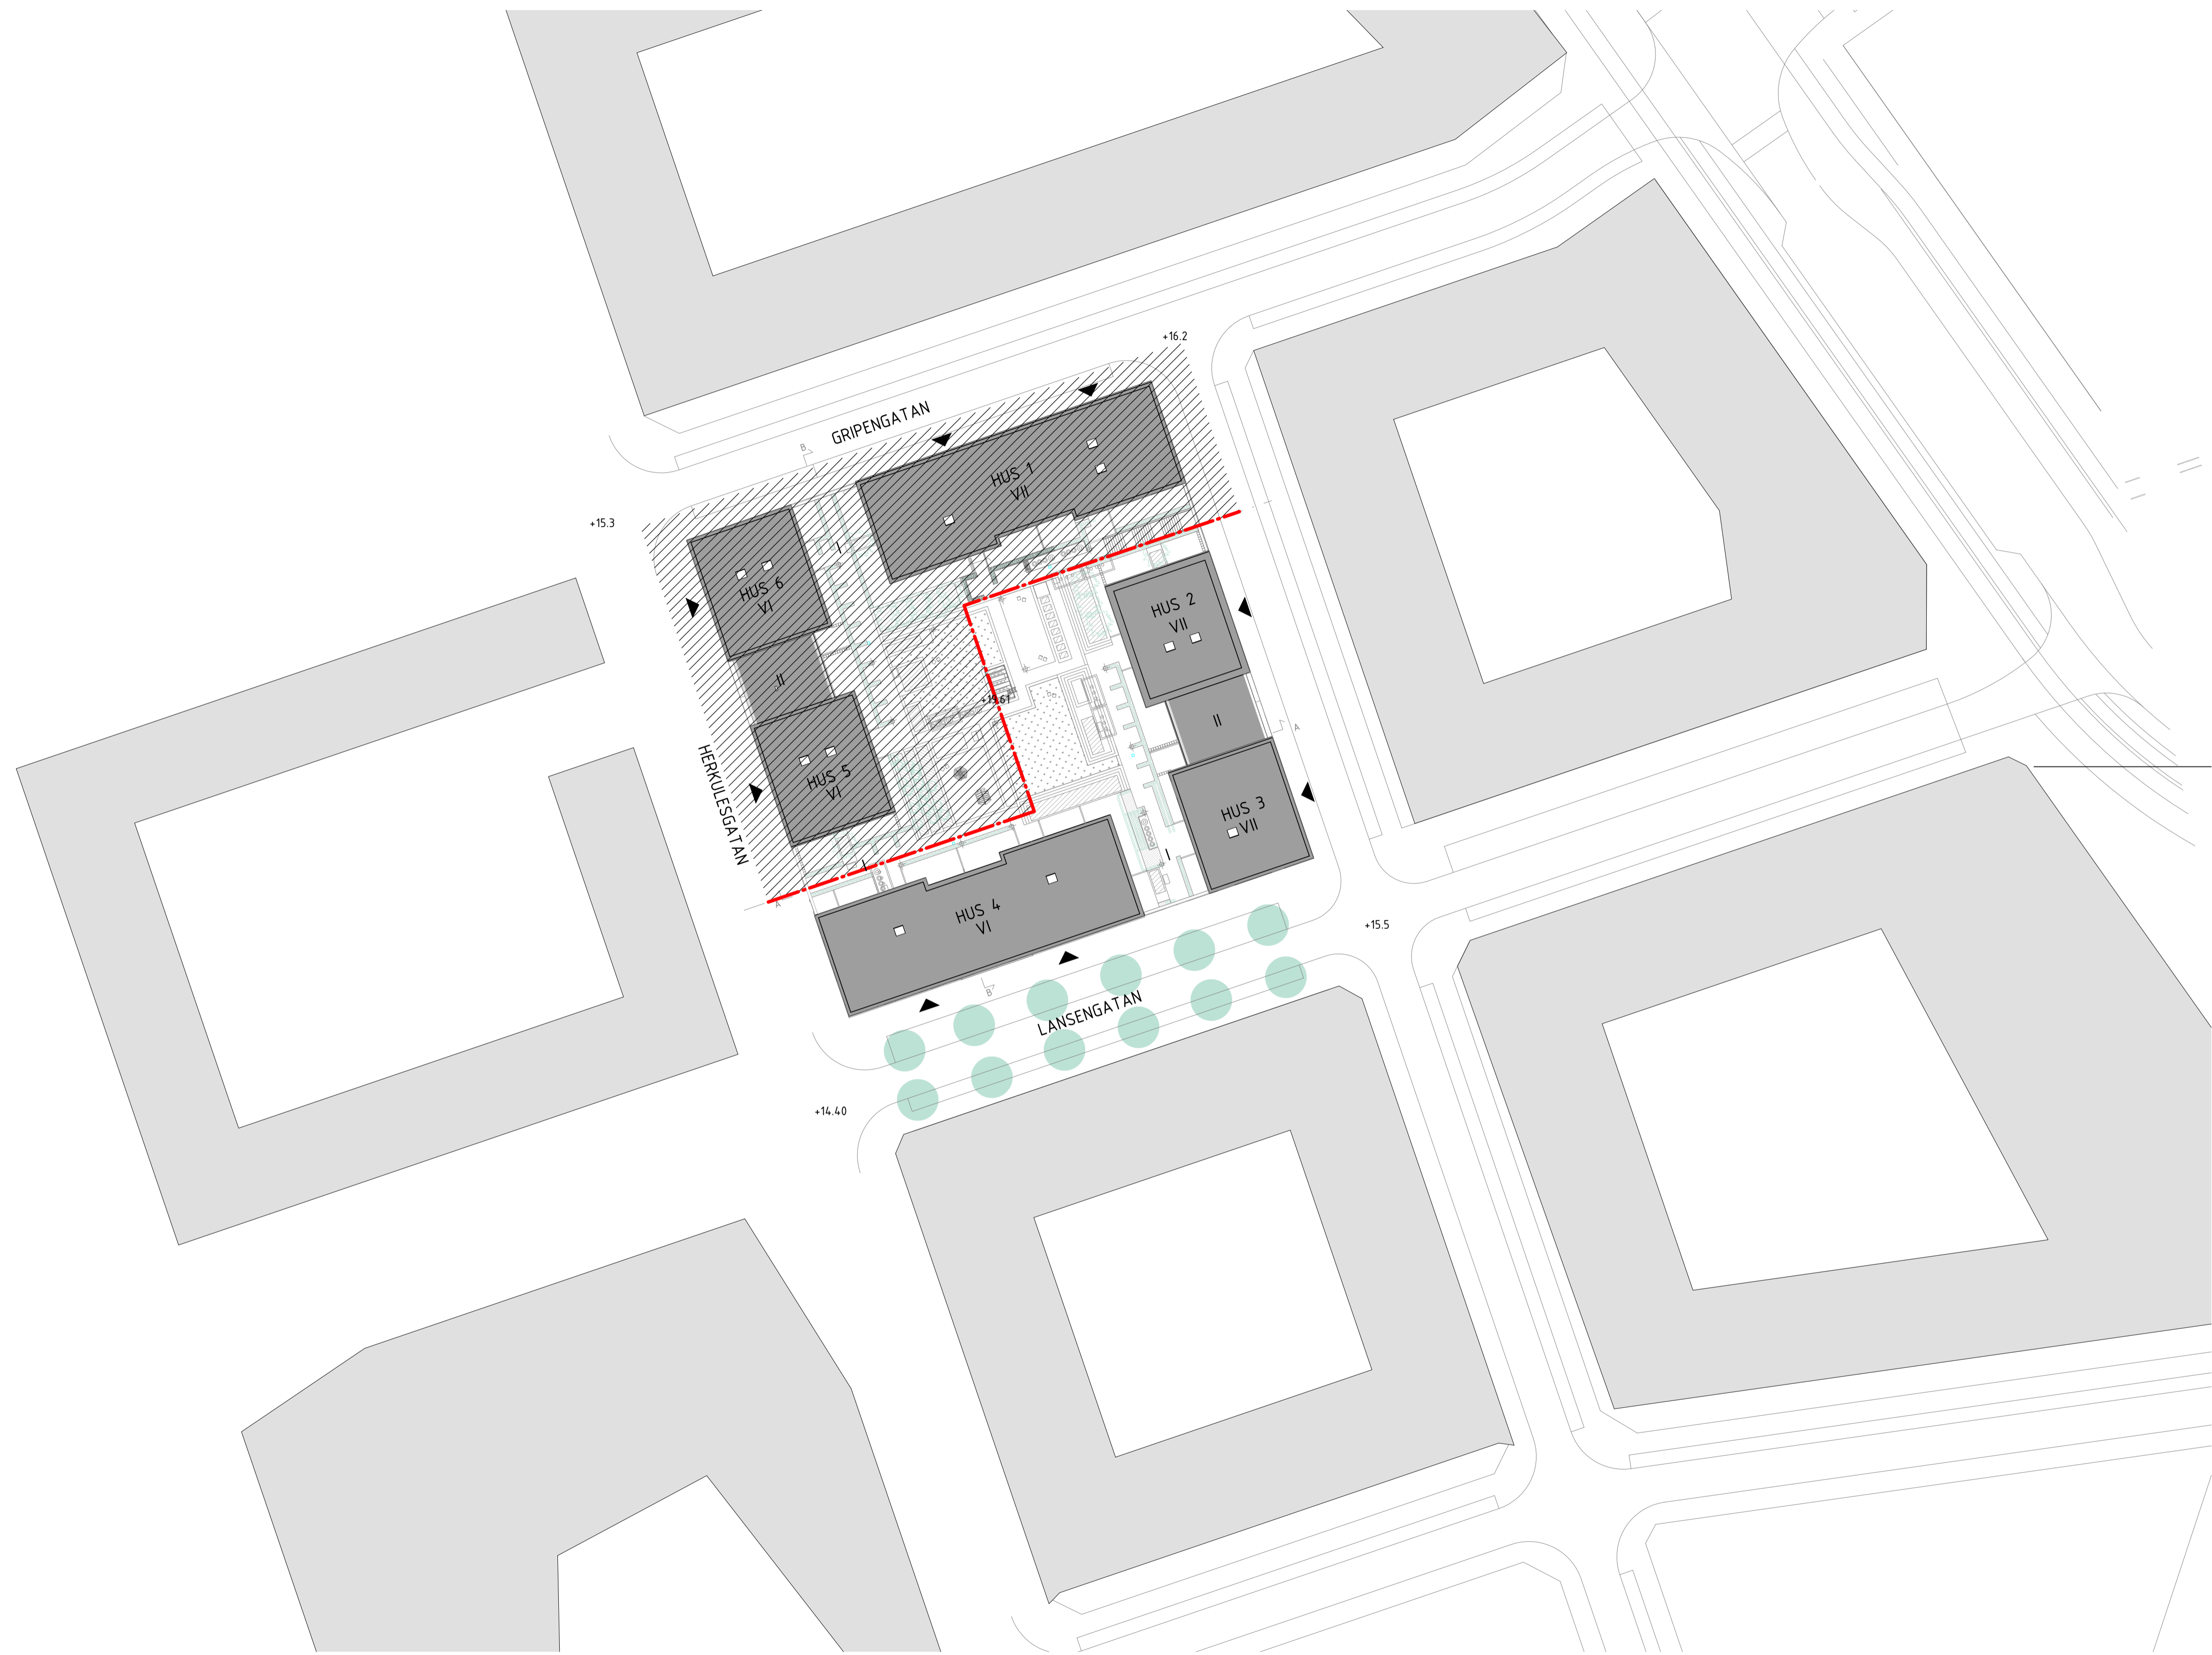 +16.2
GRIPENGATAN
B
HUS 1
VII
+15.3
I
HUS 6
VI
HUS 2
VII
II
II
A
HERKULESGATAN
HUS 5
VI
HUS 3
VII
I
I
A
HUS 4
VI
+15.5
B
LANSENGATAN
+14.40